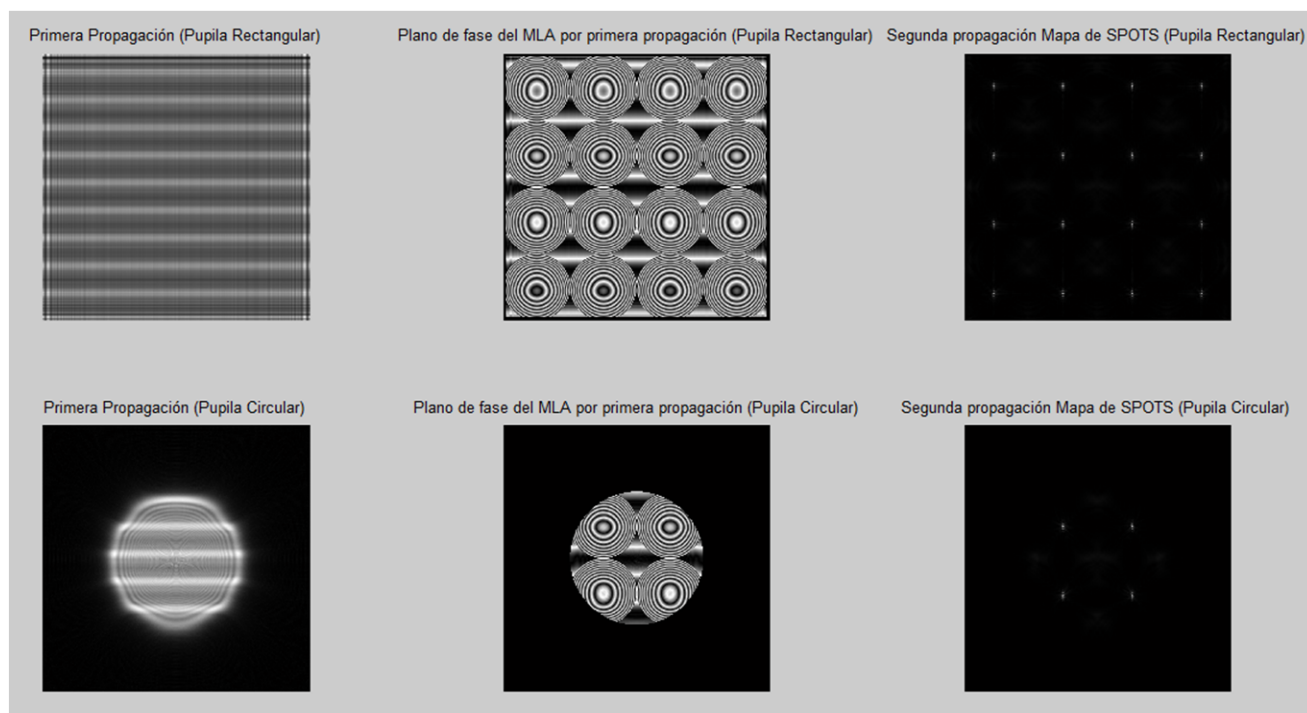 Primera Propagación (Pupila Rectangular)
Plano de fase del MLA por primera propagación (Pupila Rectangular)
Segunda propagación Mapa de SPOTS (Pupila Rectangular)
Primera Propagación (Pupila Circular)
Plano de fase del MLA por primera propagación (Pupila Circular)
Segunda propagación Mapa de SPOTS (Pupila Circular)